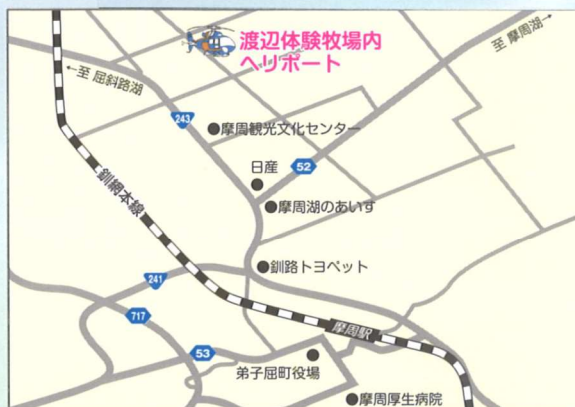 渡辺体験牧場内
ヘリポート
至 摩周湖→
←至 屈斜路湖
243
摩周観光文化センター
日産
52
摩周湖のあいす
釧網本線
釧路トヨペット
241
717
摩周駅
53
弟子屈町役場
摩周厚生病院